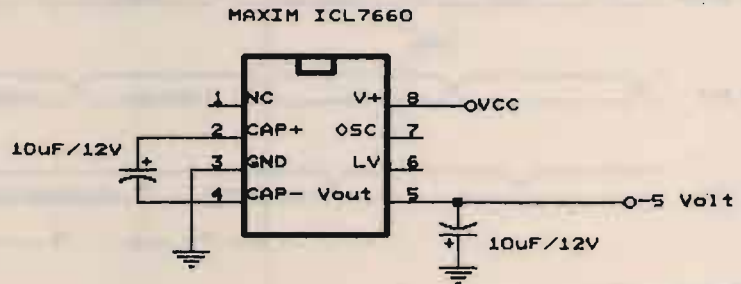 MAXIM ICL7660
1 NC V+ 8 VCC
2 CAP+ OSC 7
10uF/12V +
3 GND LV 6
4 CAP- Vout 5 -5 Volt
+ 10uF/12V